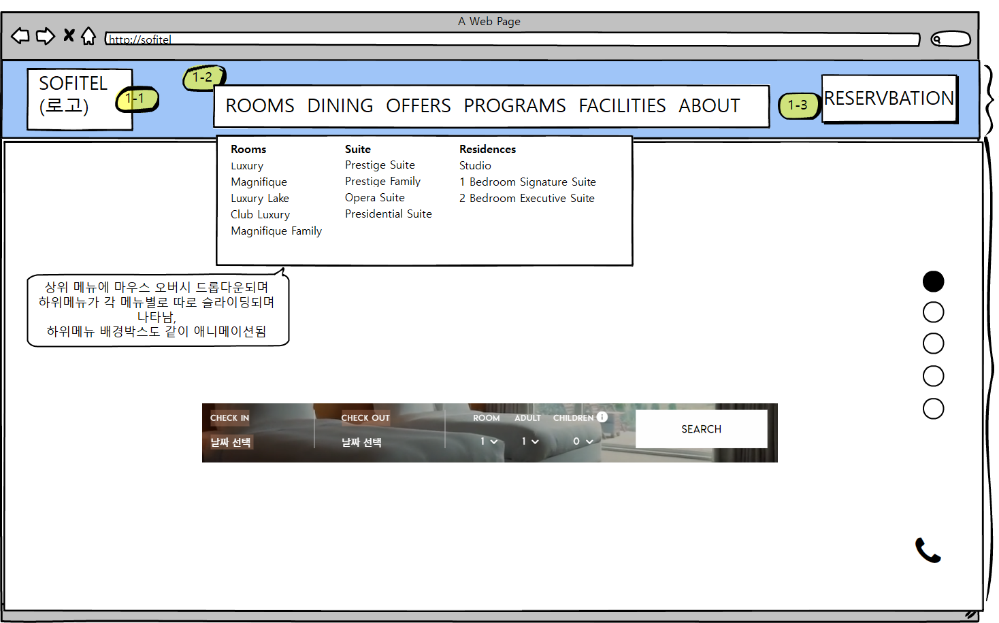 A Web Page
http://sofitel
SOFITEL
(로고)
1-1
1-2
ROOMS DINING OFFERS PROGRAMS FACILITIES ABOUT
1-3
RESERVBATION
Rooms
Luxury
Magnifique
Luxury Lake
Club Luxury
Magnifique Family
Suite
Prestige Suite
Prestige Family
Opera Suite
Presidential Suite
Residences
Studio
1 Bedroom Signature Suite
2 Bedroom Executive Suite
상위 메뉴에 마우스 오버시 드롭다운되며
하위메뉴가 각 메뉴별로 따로 슬라이딩되며
나타남,
하위메뉴 배경박스도 같이 애니메이션됨
CHECK IN
날짜 선택
CHECK OUT
날짜 선택
ROOM ADULT CHILDREN i
1 1 0
SEARCH